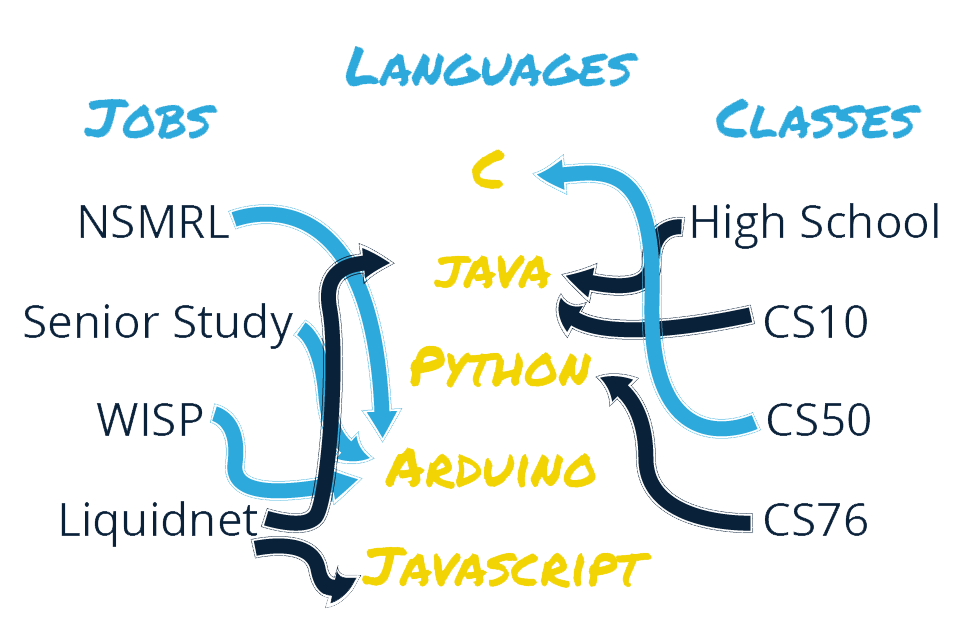 LANGUAGES
JOBS
CLASSES
C
NSMRL
High School
JAVA
Senior Study
CS10
PYTHON
WISP
CS50
ARDUINO
Liquidnet
CS76
JAVASCRIPT